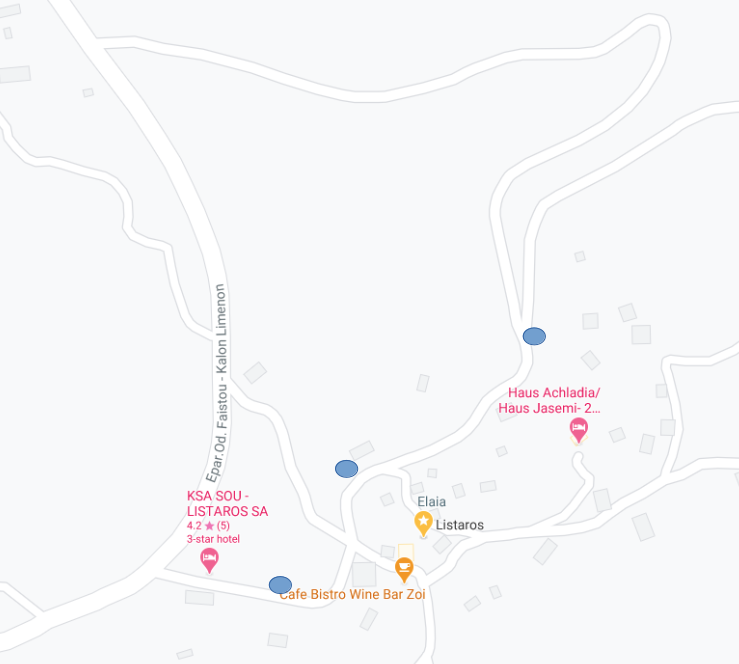 Epar.Od. Faistou - Kalon Limenon
Haus Achladia/
Haus Jasemi- 2...
KSA SOU -
LISTAROS SA
4.2 ★ (5)
3-star hotel
Elaia
Listaros
Cafe Bistro Wine Bar Zoi